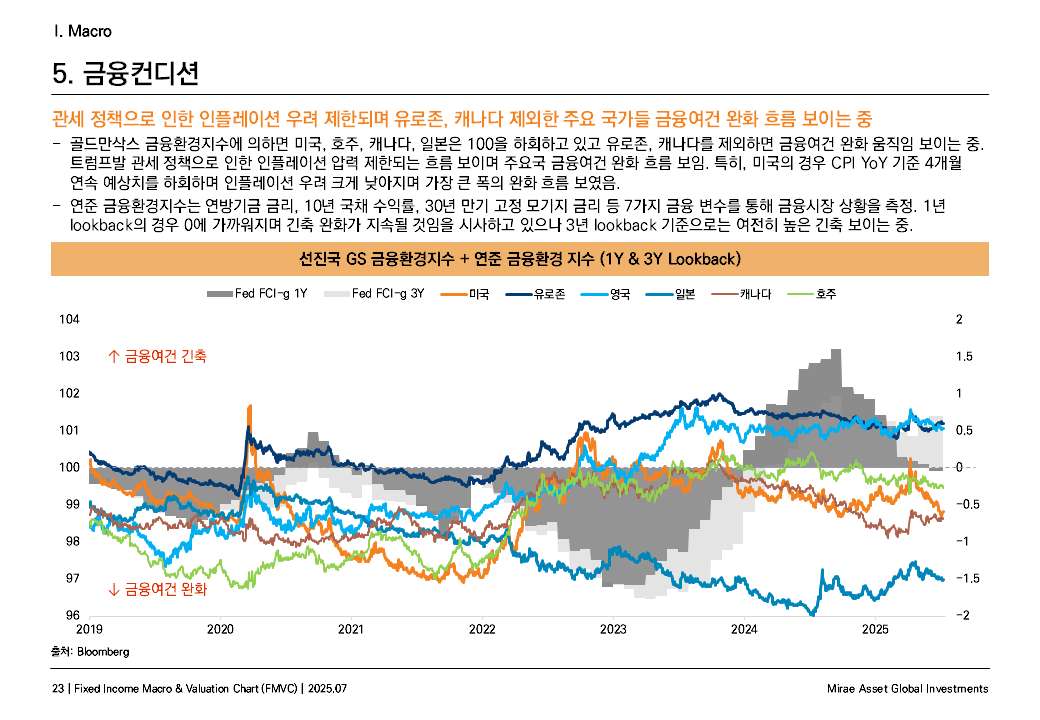 I. Macro
5. 금융컨디션
관세 정책으로 인한 인플레이션 우려 제한되며 유로존, 캐나다 제외한 주요 국가들 금융여건 완화 흐름 보이는 중
– 골드만삭스 금융환경지수에 의하면 미국, 호주, 캐나다, 일본은 100을 하회하고 있고 유로존, 캐나다를 제외하면 금융여건 완화 움직임 보이는 중.
트럼프발 관세 정책으로 인한 인플레이션 압력 제한되는 흐름 보이며 주요국 금융여건 완화 흐름 보임. 특히, 미국의 경우 CPI YoY 기준 4개월
연속 예상치를 하회하며 인플레이션 우려 크게 낮아지며 가장 큰 폭의 완화 흐름 보였음.
– 연준 금융환경지수는 연방기금 금리, 10년 국채 수익률, 30년 만기 고정 모기지 금리 등 7가지 금융 변수를 통해 금융시장 상황을 측정. 1년
lookback의 경우 0에 가까워지며 긴축 완화가 지속될 것임을 시사하고 있으나 3년 lookback 기준으로는 여전히 높은 긴축 보이는 중.
선진국 GS 금융환경지수 + 연준 금융환경 지수 (1Y & 3Y Lookback)
Fed FCI-g 1Y Fed FCI-g 3Y 미국 유로존 영국 일본 캐나다 호주
104 2
103 ↑ 금융여건 긴축 1.5
102 1
101 0.5
100 0
99 −0.5
98 −1
97 ↓ 금융여건 완화 −1.5
96 −2
2019 2020 2021 2022 2023 2024 2025
출처: Bloomberg
23 | Fixed Income Macro & Valuation Chart (FMVC) | 2025.07 Mirae Asset Global Investments